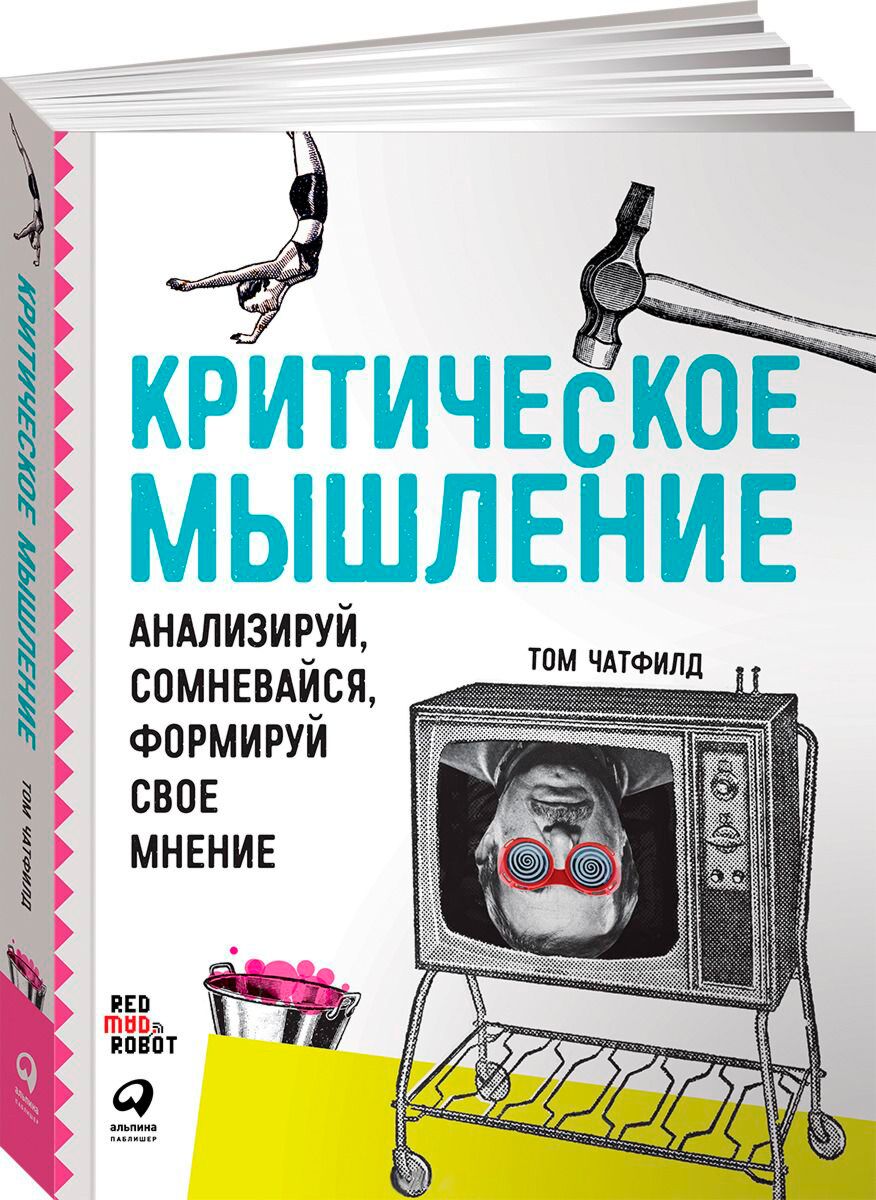 КРИТИЧЕСКОЕ
МЫШЛЕНИЕ
АНАЛИЗИРУЙ,
СОМНЕВАЙСЯ,
ФОРМИРУЙ
СВОЕ
МНЕНИЕ
ТОМ ЧАТФИЛД
RED
MAD
ROBOT
альпина
ПАБЛИШЕР
КРИТИЧЕСКОЕ МЫШЛЕНИЕ
ТОМ ЧАТФИЛД
альпина
ПАБЛИШЕР